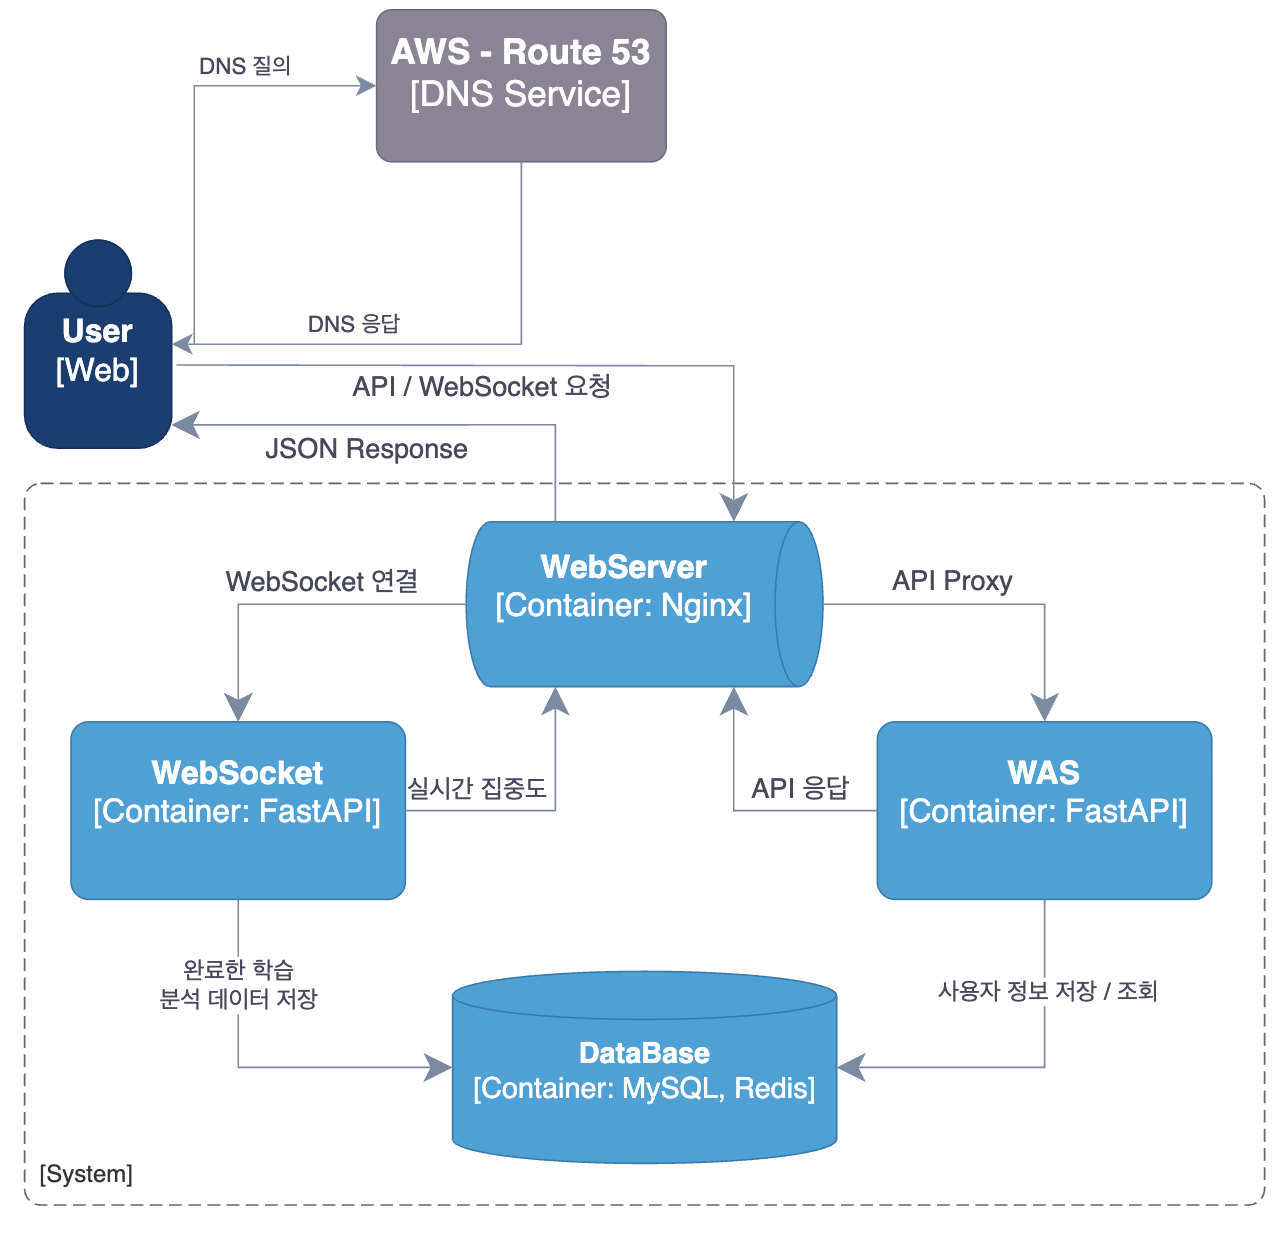 AWS - Route 53
[DNS Service]
DNS 질의
DNS 응답
User
[Web]
API / WebSocket 요청
JSON Response
WebServer
[Container: Nginx]
WebSocket 연결
API Proxy
WebSocket
[Container: FastAPI]
실시간 집중도
API 응답
WAS
[Container: FastAPI]
완료한 학습
분석 데이터 저장
사용자 정보 저장 / 조회
DataBase
[Container: MySQL, Redis]
[System]